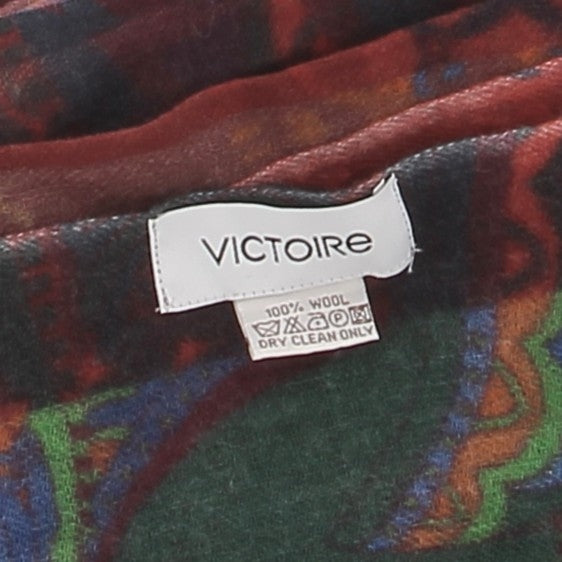 VICTOIRE
100% WOOL
P
DRY CLEAN ONLY